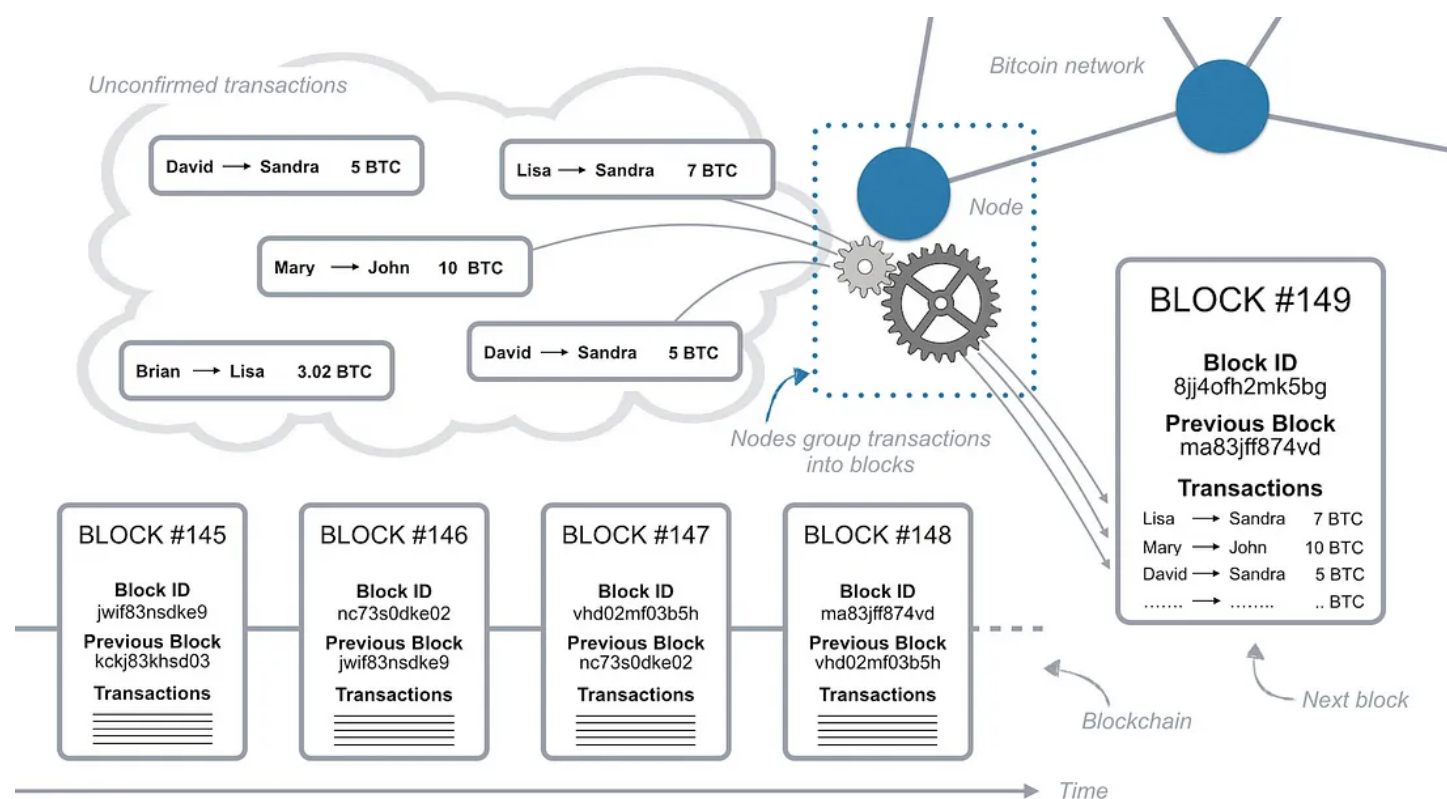 Unconfirmed transactions
Bitcoin network
David → Sandra 5 BTC
Lisa → Sandra 7 BTC
Node
Mary → John 10 BTC
David → Sandra 5 BTC
Brian → Lisa 3.02 BTC
Nodes group transactions
into blocks
BLOCK #149
Block ID
8jj4ofh2mk5bg
Previous Block
ma83jff874vd
Transactions
Lisa → Sandra 7 BTC
Mary → John 10 BTC
David → Sandra 5 BTC
....... → ........ .. BTC
BLOCK #145
Block ID
jwif83nsdke9
Previous Block
kckj83khsd03
Transactions
BLOCK #146
Block ID
nc73s0dke02
Previous Block
jwif83nsdke9
Transactions
BLOCK #147
Block ID
vhd02mf03b5h
Previous Block
nc73s0dke02
Transactions
BLOCK #148
Block ID
ma83jff874vd
Previous Block
vhd02mf03b5h
Transactions
Blockchain
Next block
Time